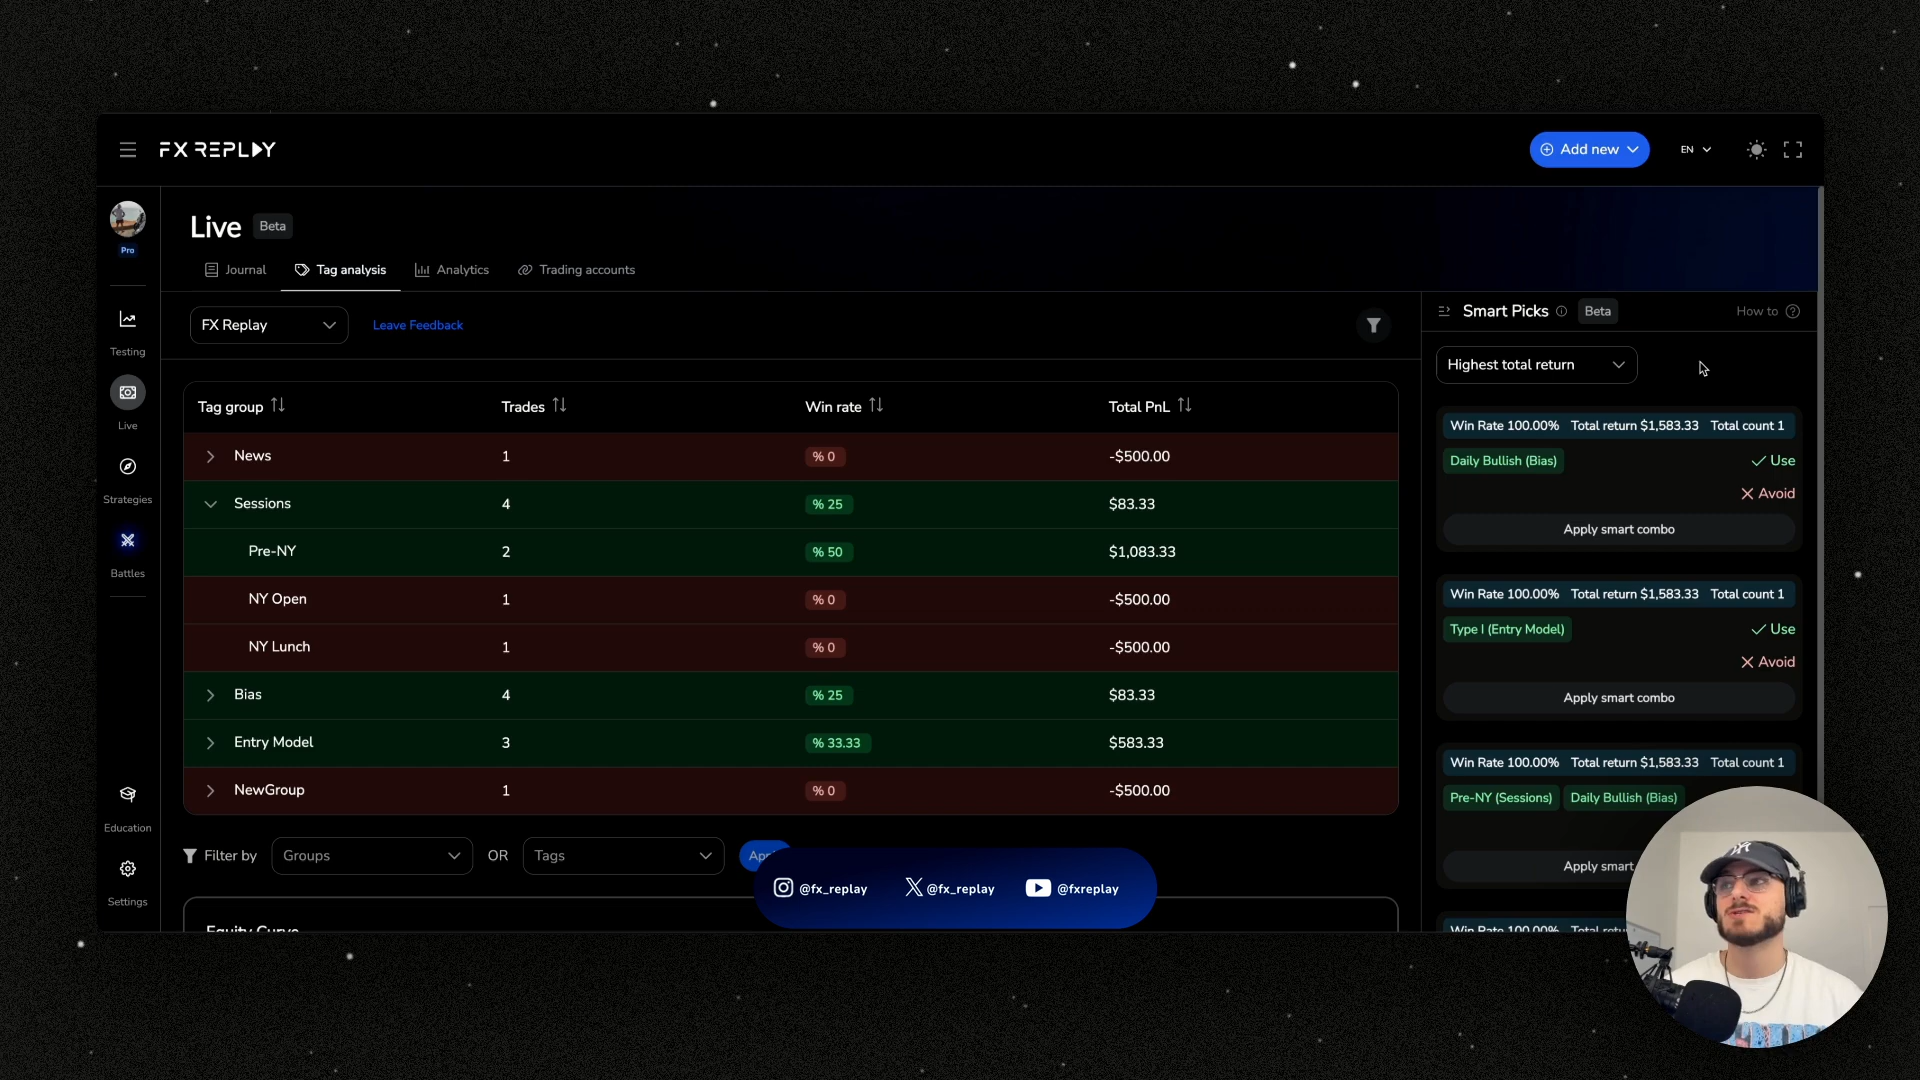 FX REPLAY
Add new
EN
Pro
Testing
Live
Strategies
Battles
Education
Settings
Live Beta
Journal Tag analysis Analytics Trading accounts
FX Replay Leave Feedback
Tag group Trades Win rate Total PnL
News 1 % 0 -$500.00
Sessions 4 % 25 $83.33
Pre-NY 2 % 50 $1,083.33
NY Open 1 % 0 -$500.00
NY Lunch 1 % 0 -$500.00
Bias 4 % 25 $83.33
Entry Model 3 % 33.33 $583.33
NewGroup 1 % 0 -$500.00
Filter by Groups OR Tags
@fx_replay @fx_replay @fxreplay
Equity Curve
Smart Picks Beta How to
Highest total return
Win Rate 100.00% Total return $1,583.33 Total count 1
Daily Bullish (Bias) Use
Avoid
Apply smart combo
Win Rate 100.00% Total return $1,583.33 Total count 1
Type I (Entry Model) Use
Avoid
Apply smart combo
Win Rate 100.00% Total return $1,583.33 Total count 1
Pre-NY (Sessions) Daily Bullish (Bias)
Apply smart
Win Rate 100.00% Total